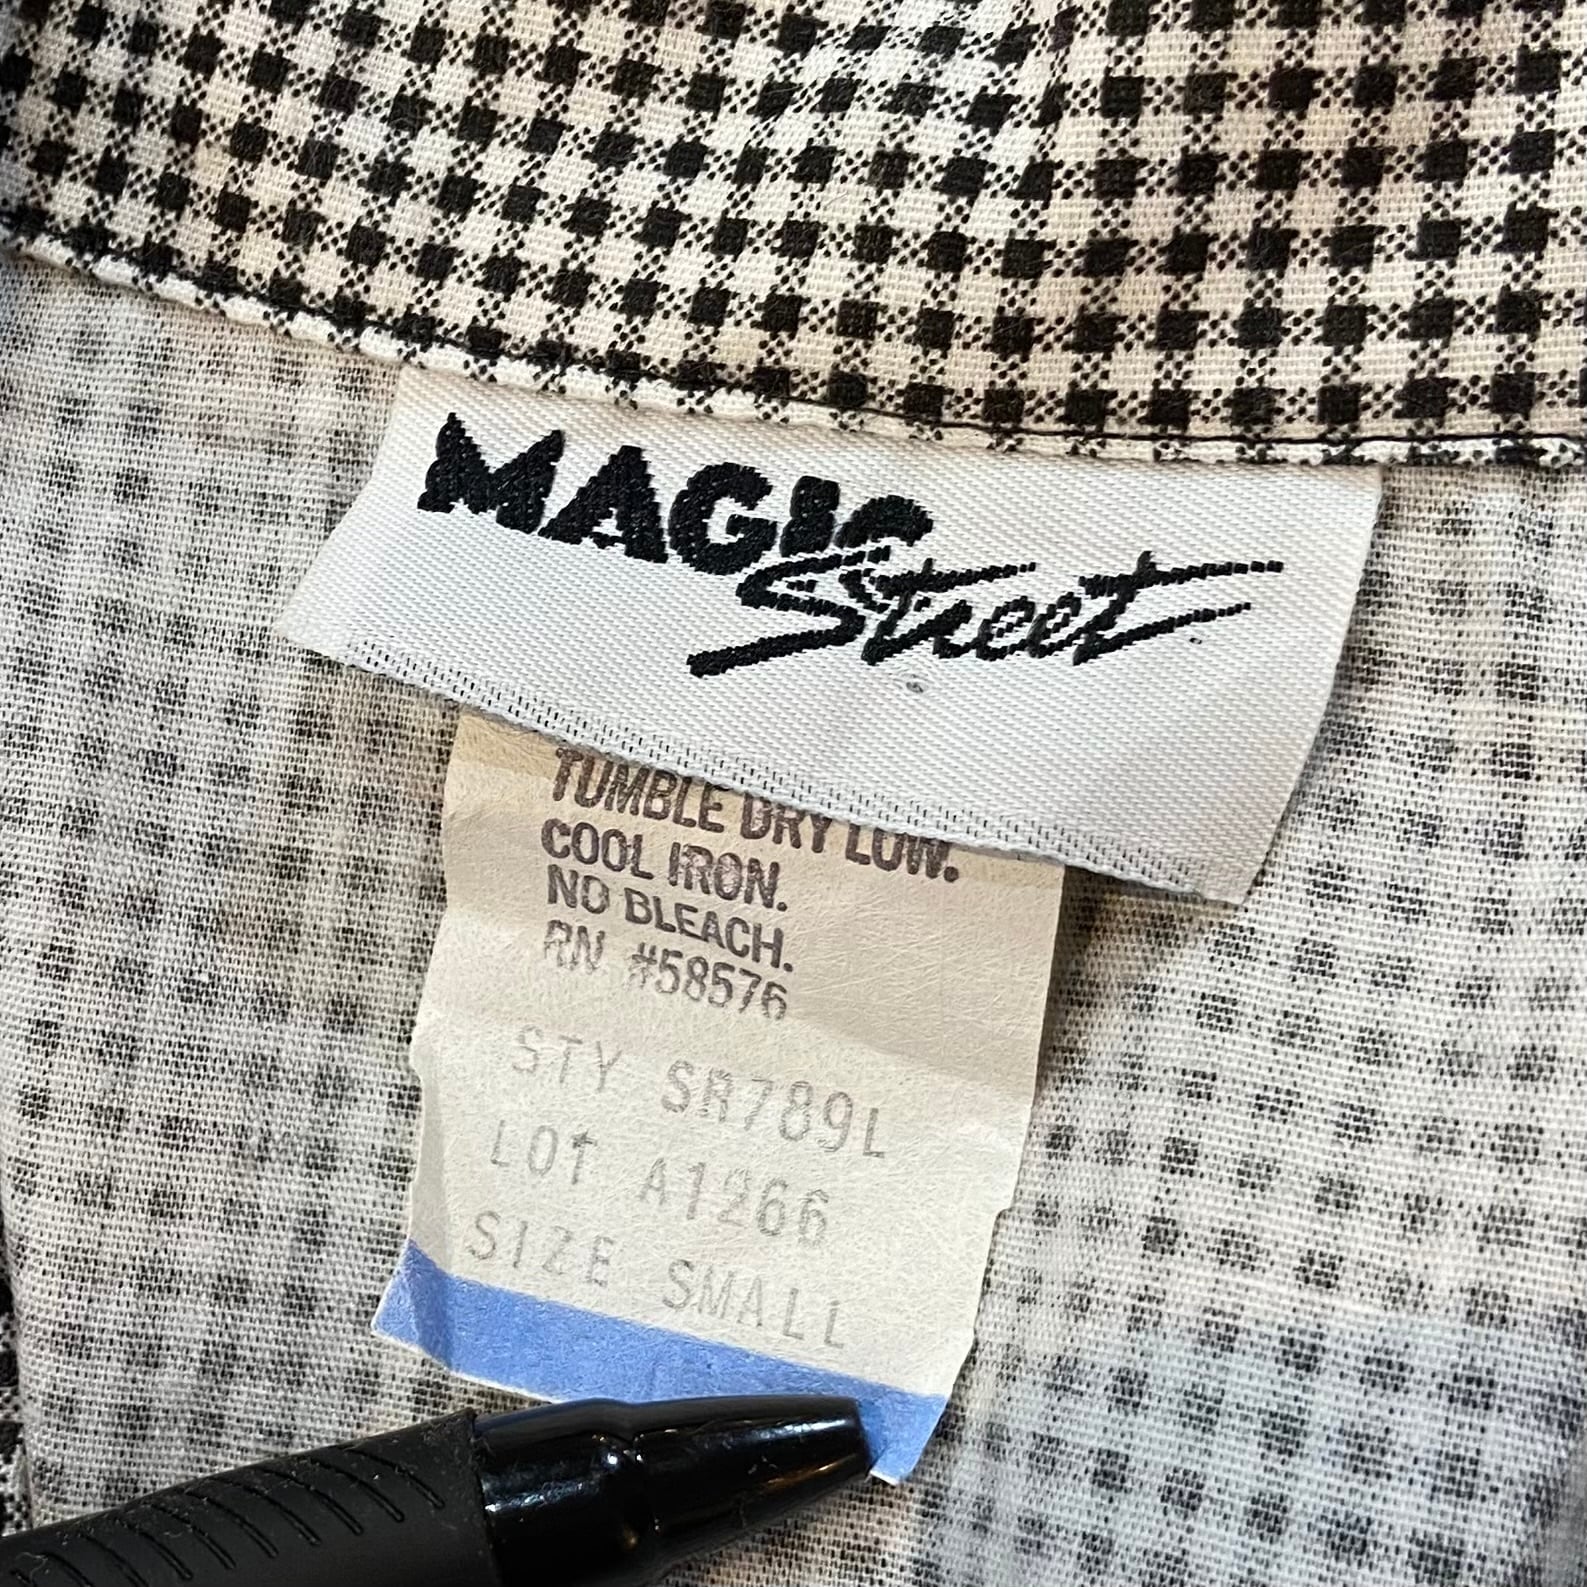 MAGIC
Street
TUMBLE DRY LOW.
COOL IRON.
NO BLEACH.
RN #58576
STY SR789L
LOT A1266
SIZE SMALL